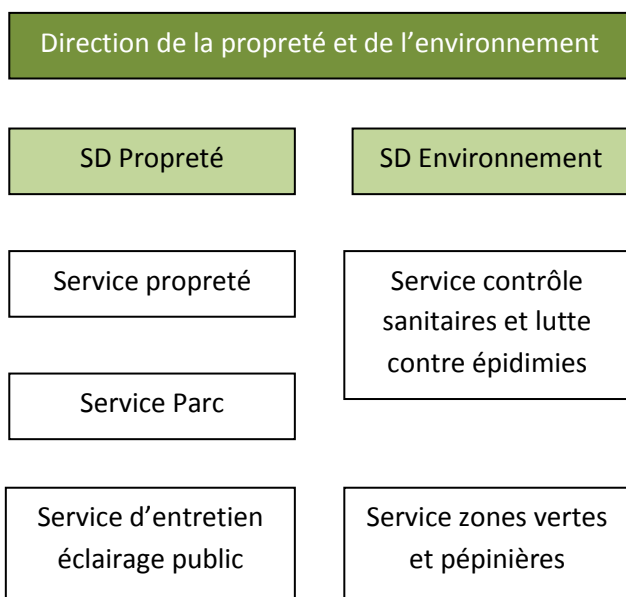 Direction de la propreté et de l’environnement
SD Propreté
SD Environnement
Service propreté
Service contrôle
sanitaires et lutte
contre épidimies
Service Parc
Service d’entretien
éclairage public
Service zones vertes
et pépinières